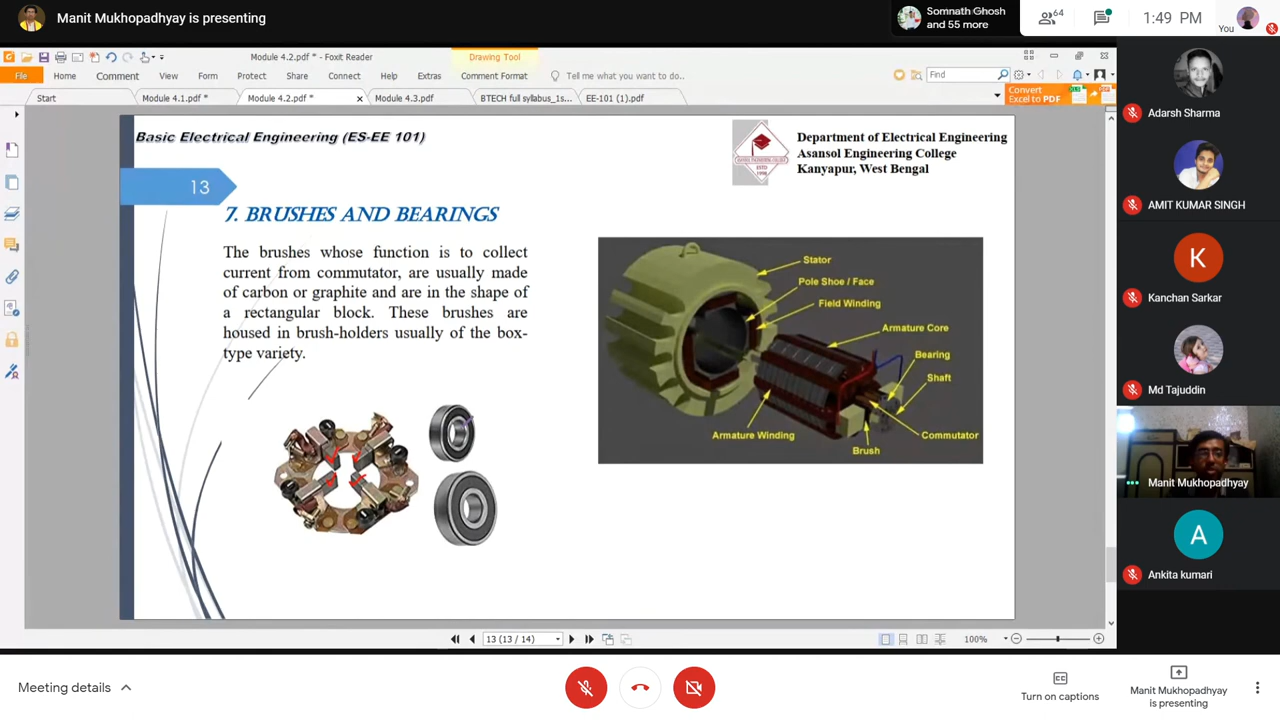 Manit Mukhopadhyay is presenting
Somnath Ghosh
and 55 more
64
1:49 PM
You
Module 4.2.pdf * - Foxit Reader
Drawing Tool
File
Home
Comment
View
Form
Protect
Share
Connect
Help
Extras
Comment Format
Tell me what you want to do..
Find
Start
Module 4.1.pdf *
Module 4.2.pdf *
Module 4.3.pdf
BTECH full syllabus_1s...
EE-101 (1).pdf
Convert
Excel to PDF
Basic Electrical Engineering (ES-EE 101)
Department of Electrical Engineering
Asansol Engineering College
Kanyapur, West Bengal
13
7. BRUSHES AND BEARINGS
The brushes whose function is to collect
current from commutator, are usually made
of carbon or graphite and are in the shape of
a rectangular block. These brushes are
housed in brush-holders usually of the box-
type variety.
Stator
Pole Shoe / Face
Field Winding
Armature Core
Bearing
Shaft
Armature Winding
Commutator
Brush
13 (13 / 14)
100%
Adarsh Sharma
AMIT KUMAR SINGH
K
Kanchan Sarkar
Md Tajuddin
Manit Mukhopadhyay
A
Ankita kumari
Meeting details
Turn on captions
Manit Mukhopadhyay
is presenting